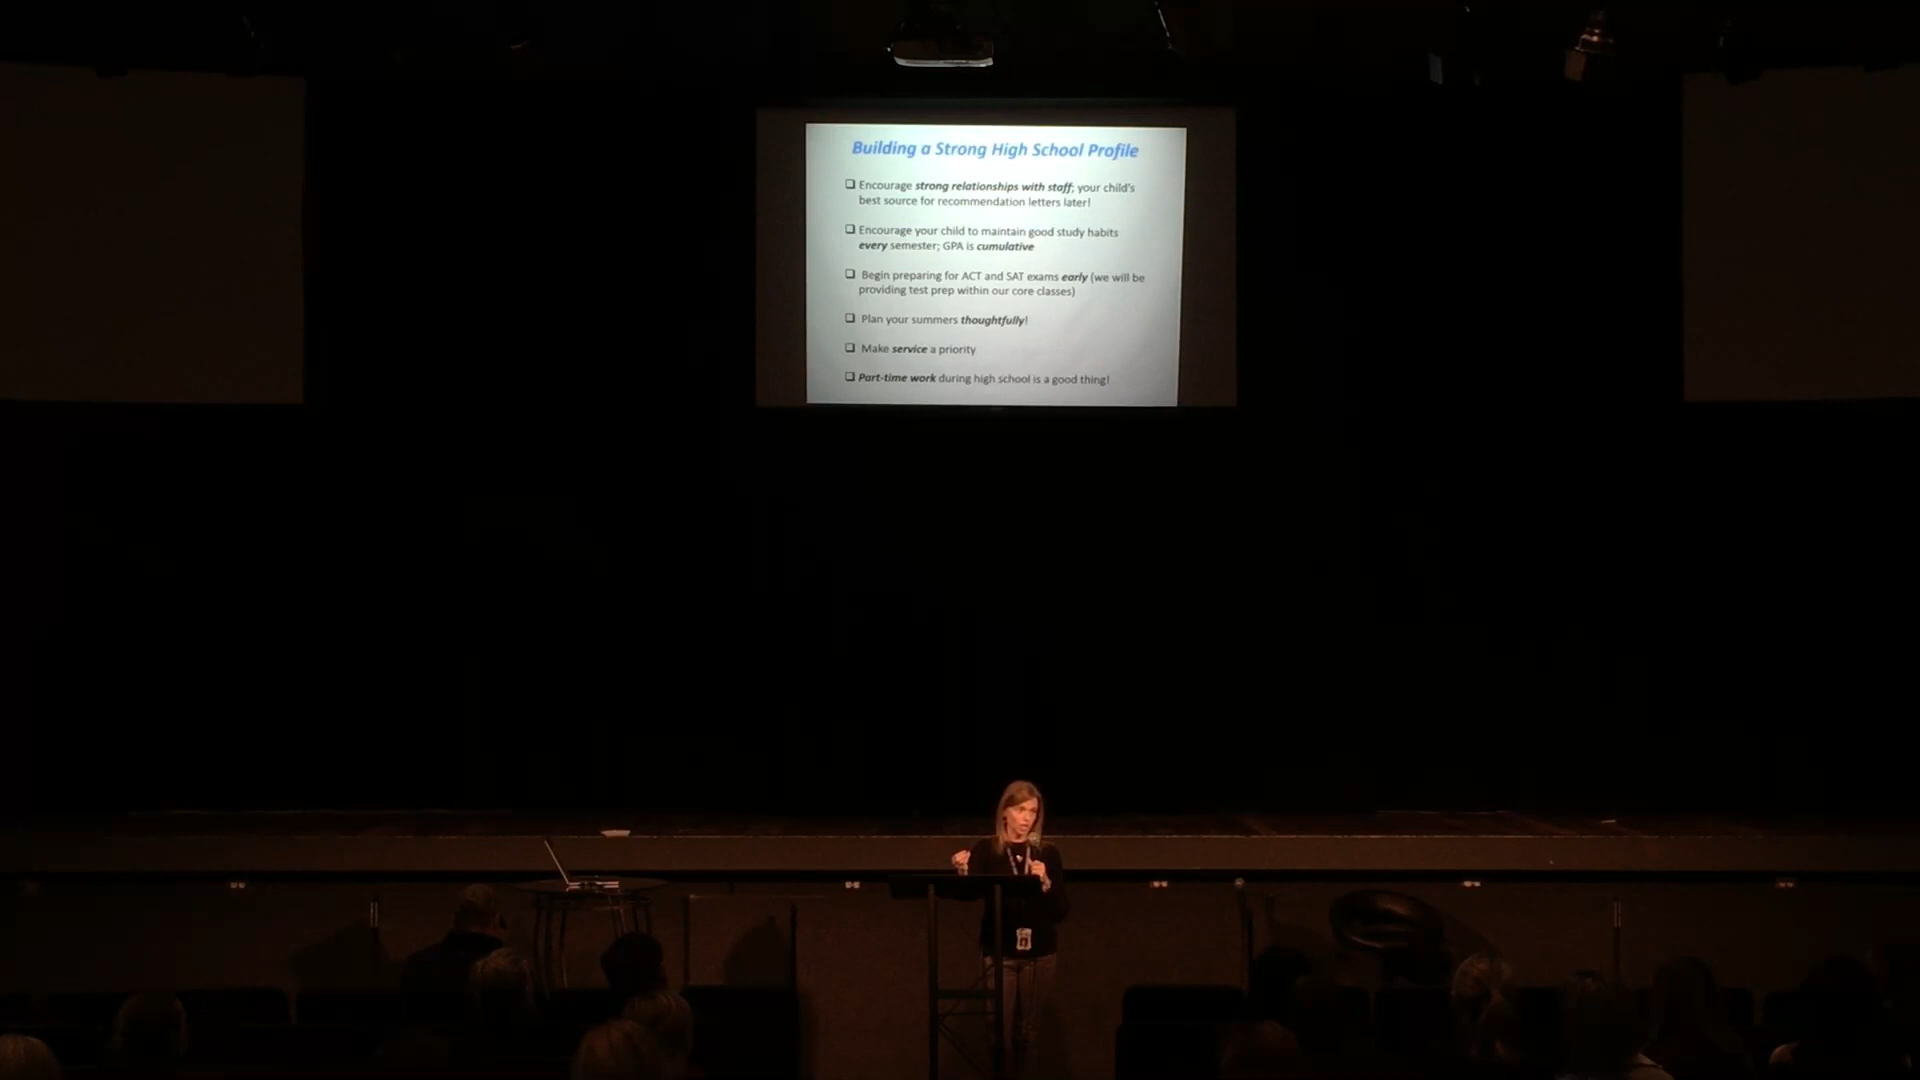 Building a Strong High School Profile
❑ Encourage strong relationships with staff; your child's
best source for recommendation letters later!
❑ Encourage your child to maintain good study habits
every semester; GPA is cumulative
❑ Begin preparing for ACT and SAT exams early (we will be
providing test prep within our core classes)
❑ Plan your summers thoughtfully!
❑ Make service a priority
❑ Part-time work during high school is a good thing!